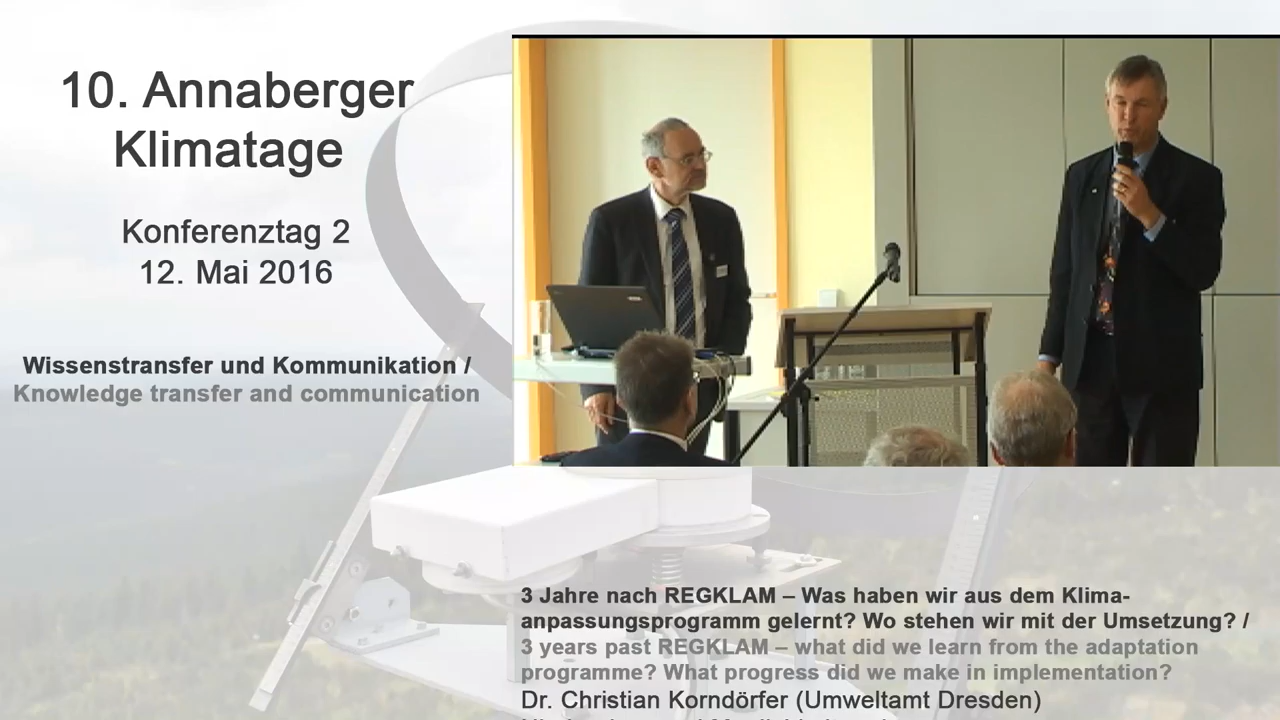 10. Annaberger
Klimatage
Konferenztag 2
12. Mai 2016
Wissenstransfer und Kommunikation /
Knowledge transfer and communication
3 Jahre nach REGKLAM – Was haben wir aus dem Klima-
anpassungsprogramm gelernt? Wo stehen wir mit der Umsetzung? /
3 years past REGKLAM – what did we learn from the adaptation
programme? What progress did we make in implementation?
Dr. Christian Korndörfer (Umweltamt Dresden)